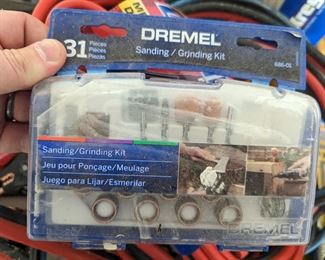 31 Pieces
Pièces
Piezas
DREMEL
Sanding / Grinding Kit
686-01
Sanding/Grinding Kit
Jeu pour Ponçage/Meulage
Juego para Lijar/Esmerilar
DREMEL